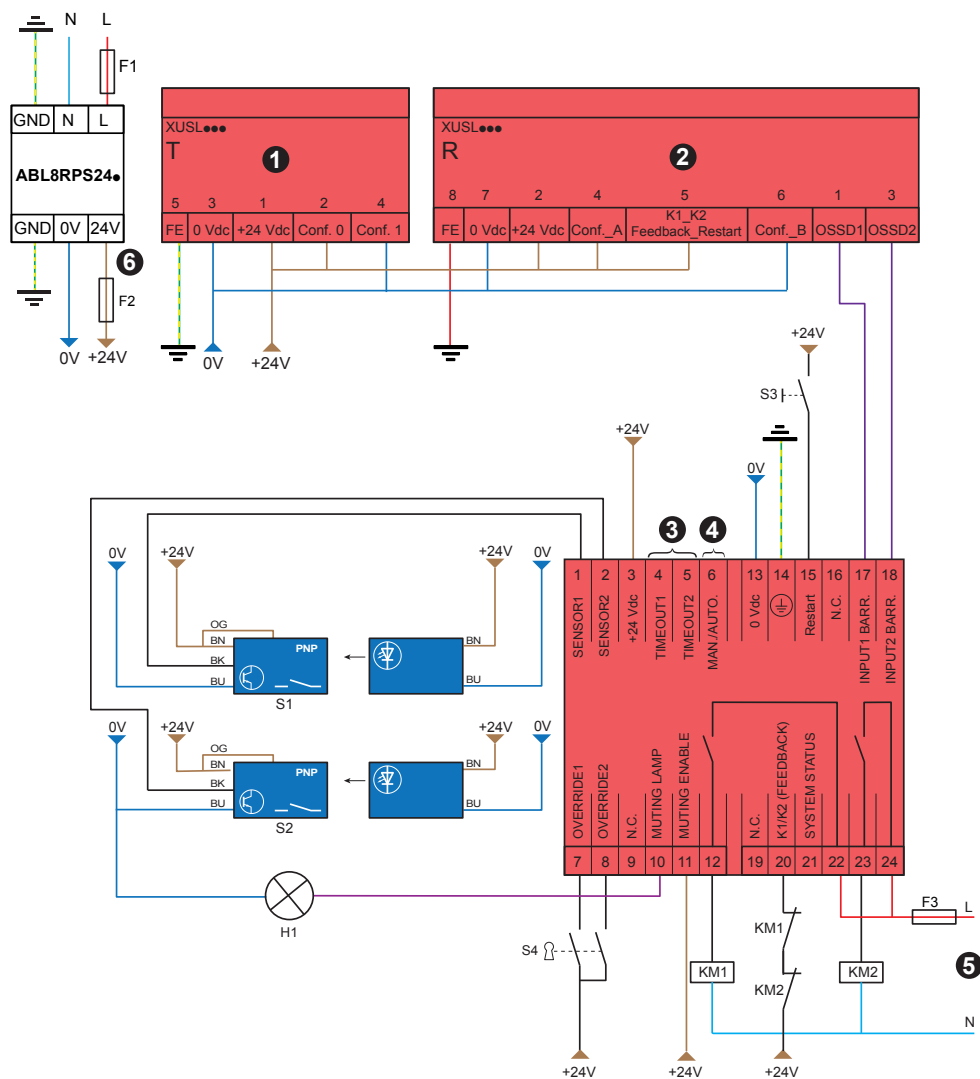 N L
F1
GND N L
ABL8RPS24●
GND 0V 24V
6
F2
0V +24V
XUSL●●●
T
1
5 3 1 2 4
FE 0 Vdc +24 Vdc Conf. 0 Conf. 1
0V +24V
XUSL●●●
R
2
8 7 2 4 5 6 1 3
FE 0 Vdc +24 Vdc Conf._A K1_K2 Feedback_Restart Conf._B OSSD1 OSSD2
+24V
S3
+24V
0V
3 4
1 2 3 4 5 6 13 14 15 16 17 18
SENSOR1
SENSOR2
+24 Vdc
TIMEOUT1
TIMEOUT2
MAN./AUTO.
0 Vdc
Restart
N.C.
INPUT1 BARR.
INPUT2 BARR.
0V +24V +24V 0V
OG
BN PNP BN
BK
BU BU
S1
0V +24V +24V 0V
OG
BN PNP BN
BK
BU BU
S2
H1
OVERRIDE1
OVERRIDE2
N.C.
MUTING LAMP
MUTING ENABLE
N.C.
K1/K2 (FEEDBACK)
SYSTEM STATUS
7 8 9 10 11 12 19 20 21 22 23 24
F3 L
S4
KM1
KM1
KM2
KM2
5
N
+24V +24V +24V